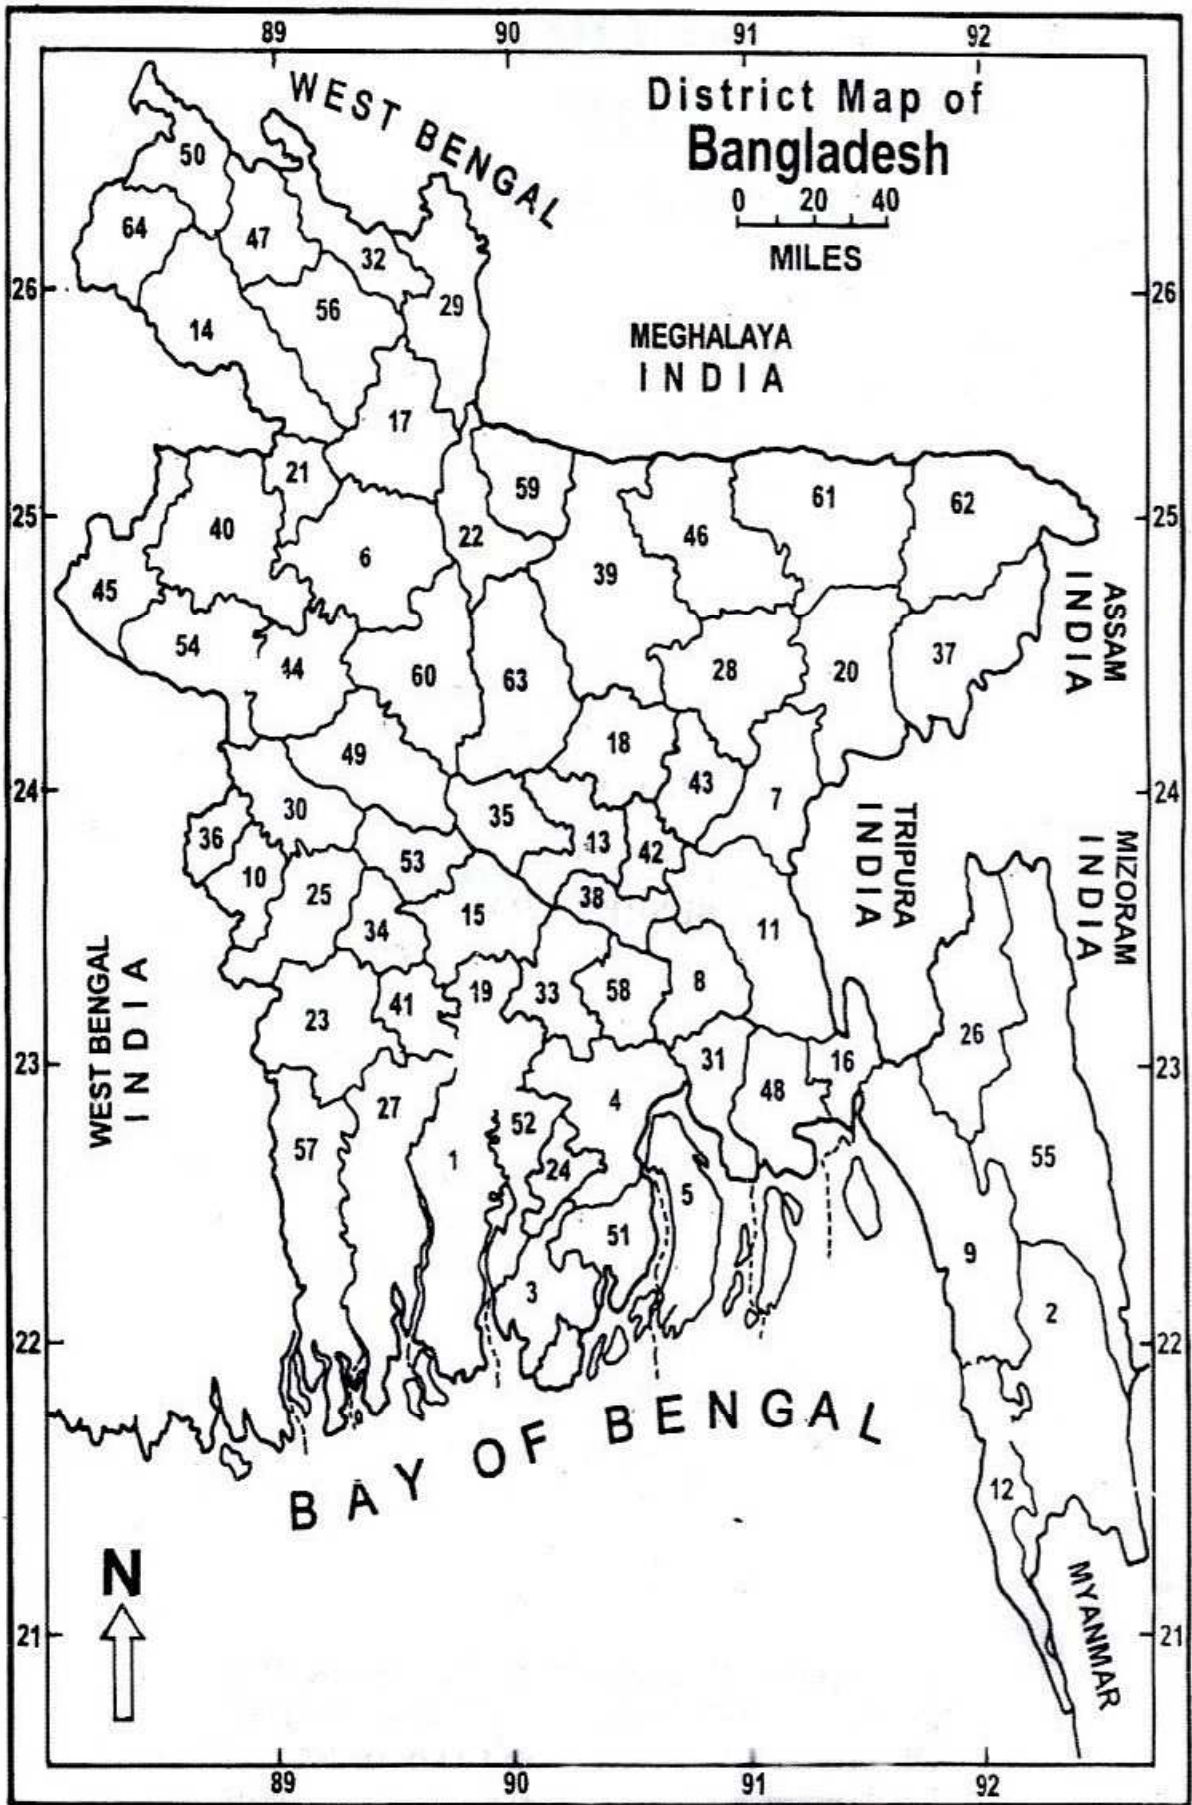 89 90 91 92
WEST BENGAL
District Map of
Bangladesh
0 20 40
MILES
50
64 47 32
26 26
56 29
14
MEGHALAYA
INDIA
17
21 59 61 62
25 25
40 22 46
6 39
45
ASSAM
INDIA
54 44 60 63 28 20 37
49 18
24 43 7 24
30 35
36 13 42
TRIPURA
INDIA
MIZORAM
INDIA
10 53
25 38
34 15 11
WEST BENGAL
INDIA
23 41 19 33 58 8
26
23 31 16 23
27 4 48
52
57 1 24 55
5
51 9
3 2
22 22
BAY OF BENGAL
12
N
MYANMAR
21 21
89 90 91 92